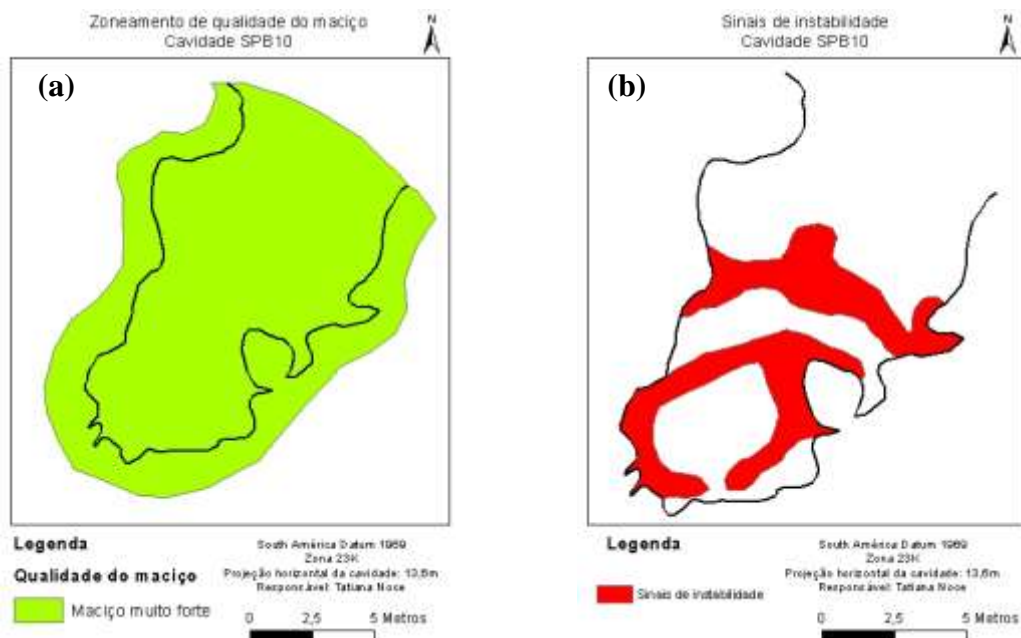 Zoneamento de qualidade do maciço
Cavidade SPB10
N
(a)
Legenda
Qualidade do maciço
Maciço muito forte
South América Datum 1969
Zona 23K
Projeção horizontal da cavidade: 13,6m
Responsável: Tatiana Noce
0 2,5 5 Metros
Sinais de instabilidade
Cavidade SPB10
N
(b)
Legenda
Sinais de instabilidade
South América Datum 1969
Zona 23K
Projeção horizontal da cavidade: 13,6m
Responsável: Tatiana Noce
0 2,5 5 Metros